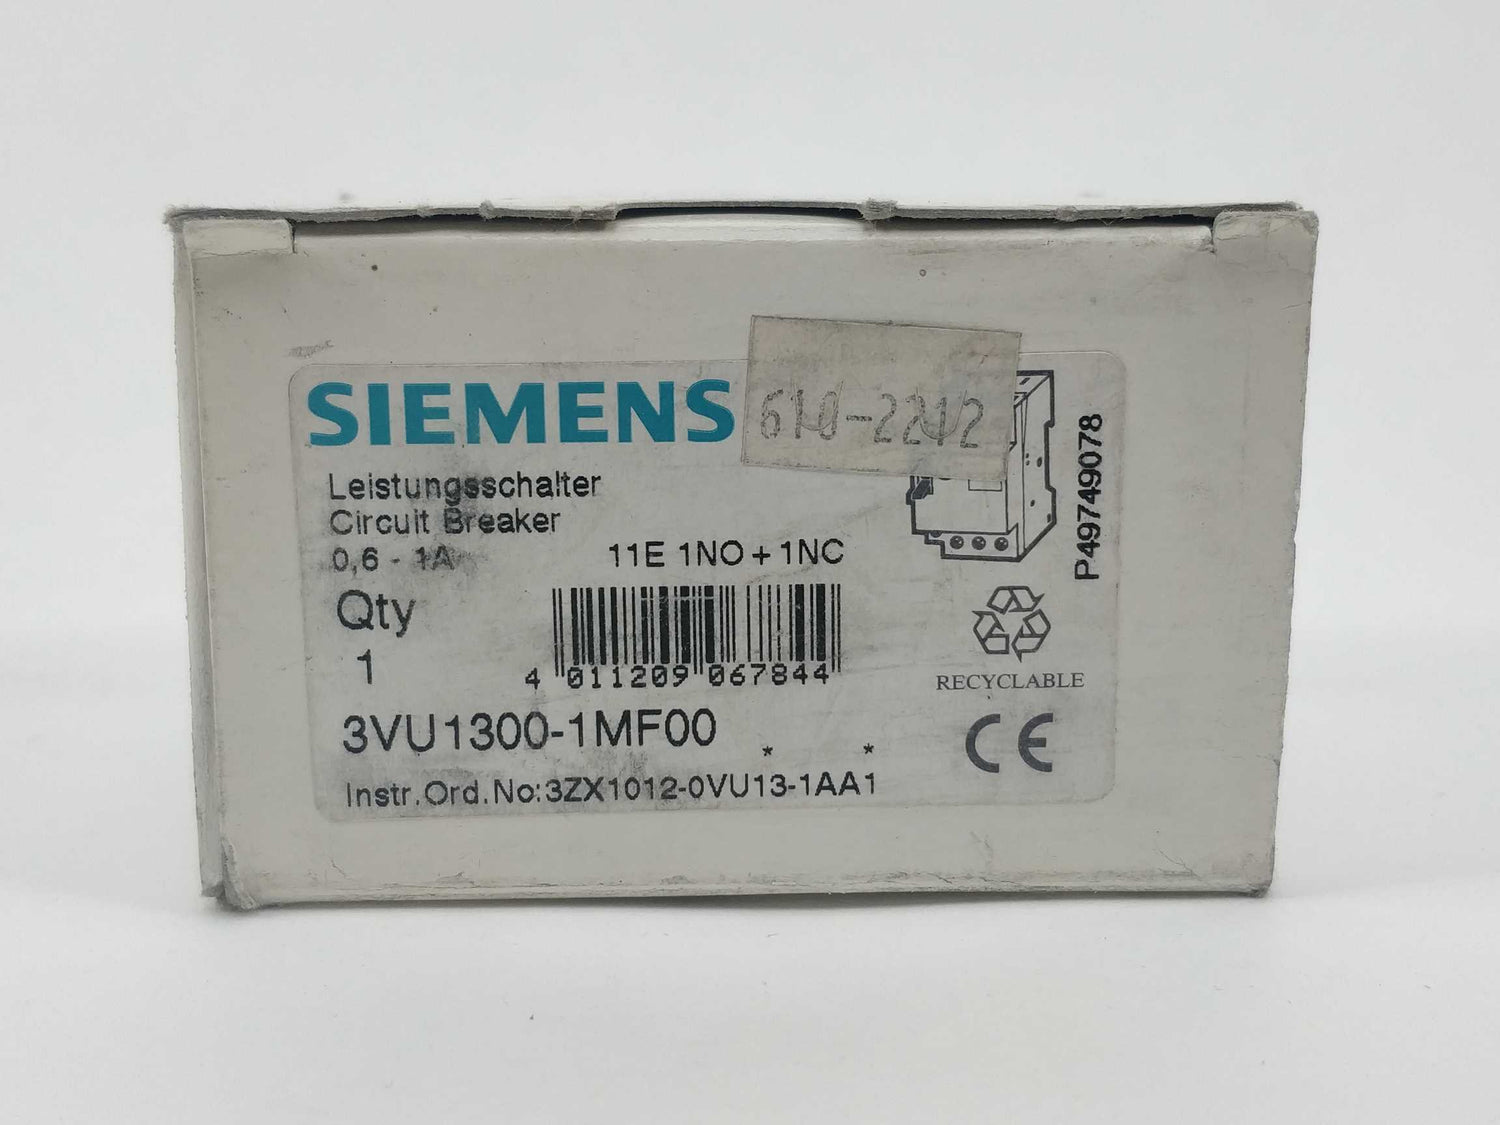 SIEMENS
610-2212
Leistungsschalter
Circuit Breaker
0,6 - 1A
11E 1NO + 1NC
Qty
1
4 011209 067844
3VU1300-1MF00
* *
Instr.Ord.No:3ZX1012-0VU13-1AA1
P49749078
RECYCLABLE
CE